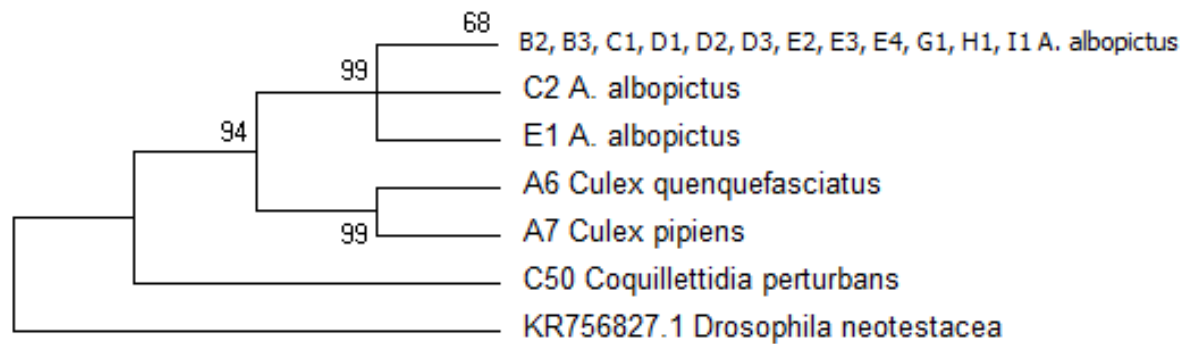 68
B2, B3, C1, D1, D2, D3, E2, E3, E4, G1, H1, I1 A. albopictus
99
C2 A. albopictus
94
E1 A. albopictus
A6 Culex quenquefasciatus
99
A7 Culex pipiens
C50 Coquillettidia perturbans
KR756827.1 Drosophila neotestacea